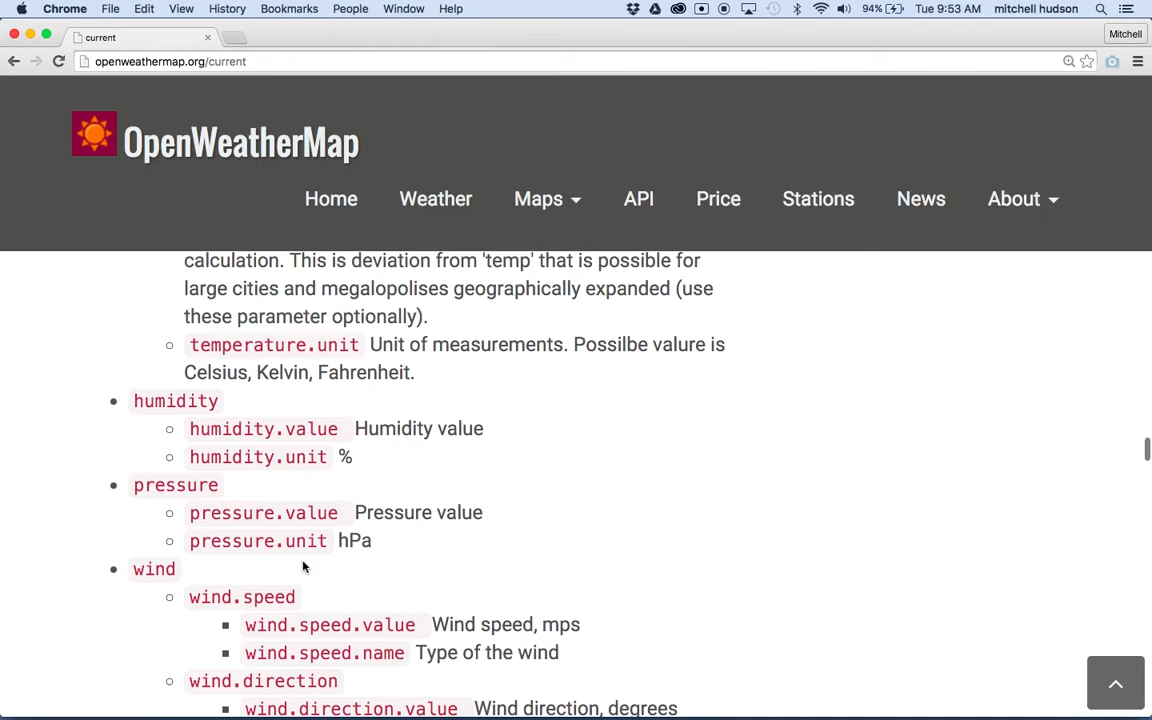 Chrome File Edit View History Bookmarks People Window Help 94% Tue 9:53 AM mitchell hudson
current Mitchell
openweathermap.org/current
OpenWeatherMap
Home Weather Maps API Price Stations News About
calculation. This is deviation from 'temp' that is possible for
large cities and megalopolises geographically expanded (use
these parameter optionally).
temperature.unit Unit of measurements. Possilbe valure is
Celsius, Kelvin, Fahrenheit.
humidity
humidity.value Humidity value
humidity.unit %
pressure
pressure.value Pressure value
pressure.unit hPa
wind
wind.speed
wind.speed.value Wind speed, mps
wind.speed.name Type of the wind
wind.direction
wind.direction.value Wind direction, degrees